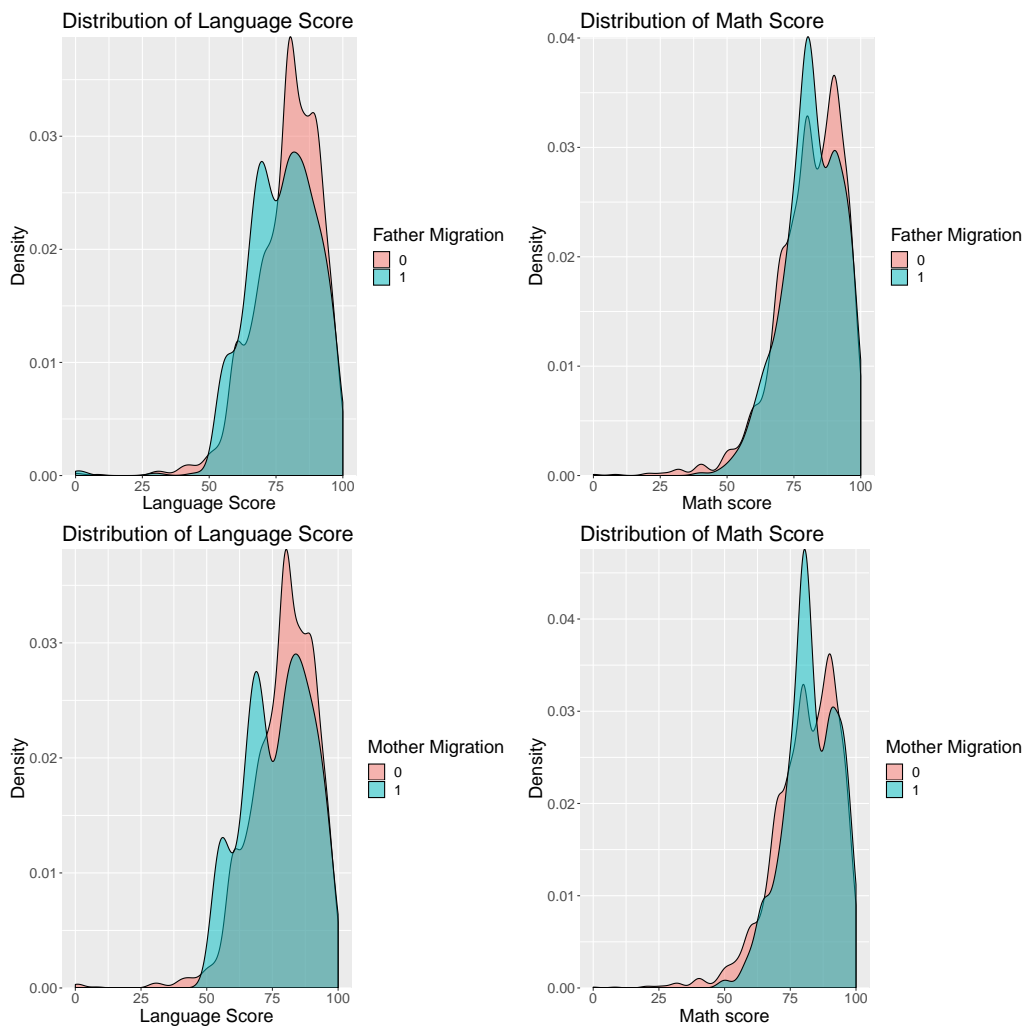 Distribution of Language Score
Density
0.03
0.02
0.01
0.00
0 25 50 75 100
Language Score
Father Migration
0
1
Distribution of Math Score
Density
0.04
0.03
0.02
0.01
0.00
0 25 50 75 100
Math score
Father Migration
0
1
Distribution of Language Score
Density
0.03
0.02
0.01
0.00
0 25 50 75 100
Language Score
Mother Migration
0
1
Distribution of Math Score
Density
0.04
0.03
0.02
0.01
0.00
0 25 50 75 100
Math score
Mother Migration
0
1